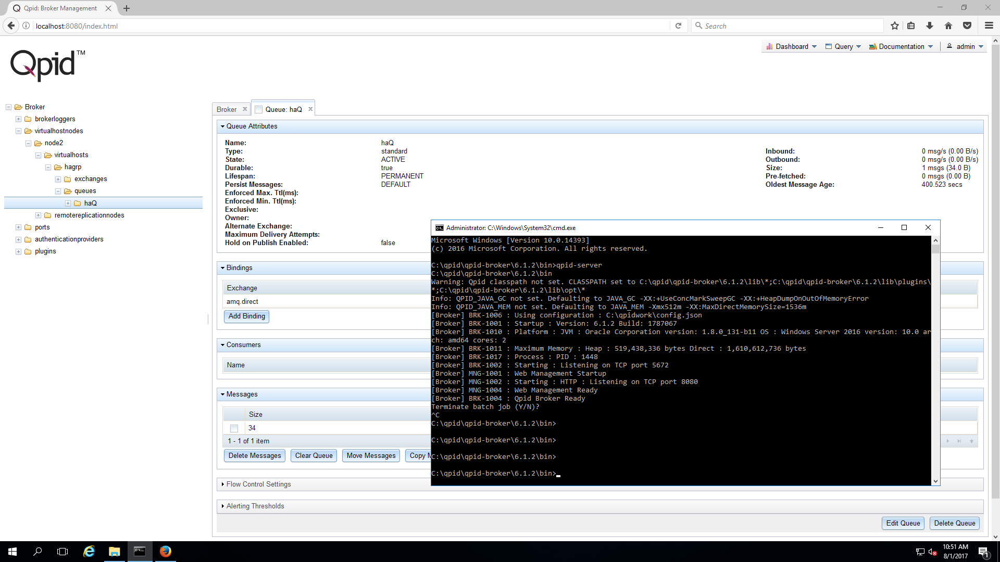 Qpid: Broker Management
localhost:8080/index.html
Search
Qpid™
Dashboard
Query
Documentation
admin
Broker
brokerloggers
virtualhostnodes
node2
virtualhosts
hagrp
exchanges
queues
haQ
remotereplicationnodes
ports
authenticationproviders
plugins
Broker
Queue: haQ
Queue Attributes
Name: haQ
Type: standard
State: ACTIVE
Durable: true
Lifespan: PERMANENT
Persist Messages: DEFAULT
Enforced Max. Ttl(ms):
Enforced Min. Ttl(ms):
Exclusive:
Owner:
Alternate Exchange:
Maximum Delivery Attempts:
Hold on Publish Enabled: false
Inbound: 0 msg/s (0.00 B/s)
Outbound: 0 msg/s (0.00 B/s)
Size: 1 msgs (34.0 B)
Pre-fetched: 0 msgs (0.00 B)
Oldest Message Age: 400.523 secs
Bindings
Exchange
amq.direct
Add Binding
Consumers
Name
Messages
Size
34
1 - 1 of 1 item
Delete Messages
Clear Queue
Move Messages
Copy
Flow Control Settings
Alerting Thresholds
Edit Queue
Delete Queue
Administrator: C:\Windows\System32\cmd.exe
Microsoft Windows [Version 10.0.14393]
(c) 2016 Microsoft Corporation. All rights reserved.
C:\qpid\qpid-broker\6.1.2\bin>qpid-server
C:\qpid\qpid-broker\6.1.2\bin
Warning: Qpid classpath not set. CLASSPATH set to C:\qpid\qpid-broker\6.1.2\lib\*;C:\qpid\qpid-broker\6.1.2\lib\plugins\
*;C:\qpid\qpid-broker\6.1.2\lib\opt\*
Info: QPID_JAVA_GC not set. Defaulting to JAVA_GC -XX:+UseConcMarkSweepGC -XX:+HeapDumpOnOutOfMemoryError
Info: QPID_JAVA_MEM not set. Defaulting to JAVA_MEM -Xmx512m -XX:MaxDirectMemorySize=1536m
[Broker] BRK-1006 : Using configuration : C:\qpidwork\config.json
[Broker] BRK-1001 : Startup : Version: 6.1.2 Build: 1787067
[Broker] BRK-1010 : Platform : JVM : Oracle Corporation version: 1.8.0_131-b11 OS : Windows Server 2016 version: 10.0 ar
ch: amd64 cores: 2
[Broker] BRK-1011 : Maximum Memory : Heap : 519,438,336 bytes Direct : 1,610,612,736 bytes
[Broker] BRK-1017 : Process : PID : 1448
[Broker] BRK-1002 : Starting : Listening on TCP port 5672
[Broker] MNG-1001 : Web Management Startup
[Broker] MNG-1002 : Starting : HTTP : Listening on TCP port 8080
[Broker] MNG-1004 : Web Management Ready
[Broker] BRK-1004 : Qpid Broker Ready
Terminate batch job (Y/N)?
^C
C:\qpid\qpid-broker\6.1.2\bin>
C:\qpid\qpid-broker\6.1.2\bin>
C:\qpid\qpid-broker\6.1.2\bin>
C:\qpid\qpid-broker\6.1.2\bin>
10:51 AM
8/1/2017
1